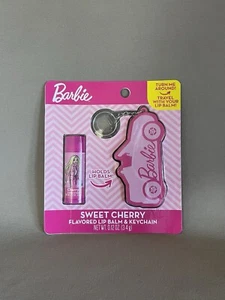 Barbie
TURN ME
AROUND!
TRAVEL
WITH YOUR
LIP BALM!
HOLDS
LIP BALM!
Barbie
SWEET CHERRY
FLAVORED LIP BALM & KEYCHAIN
NET WT. 0.12 OZ. (3.4 g)